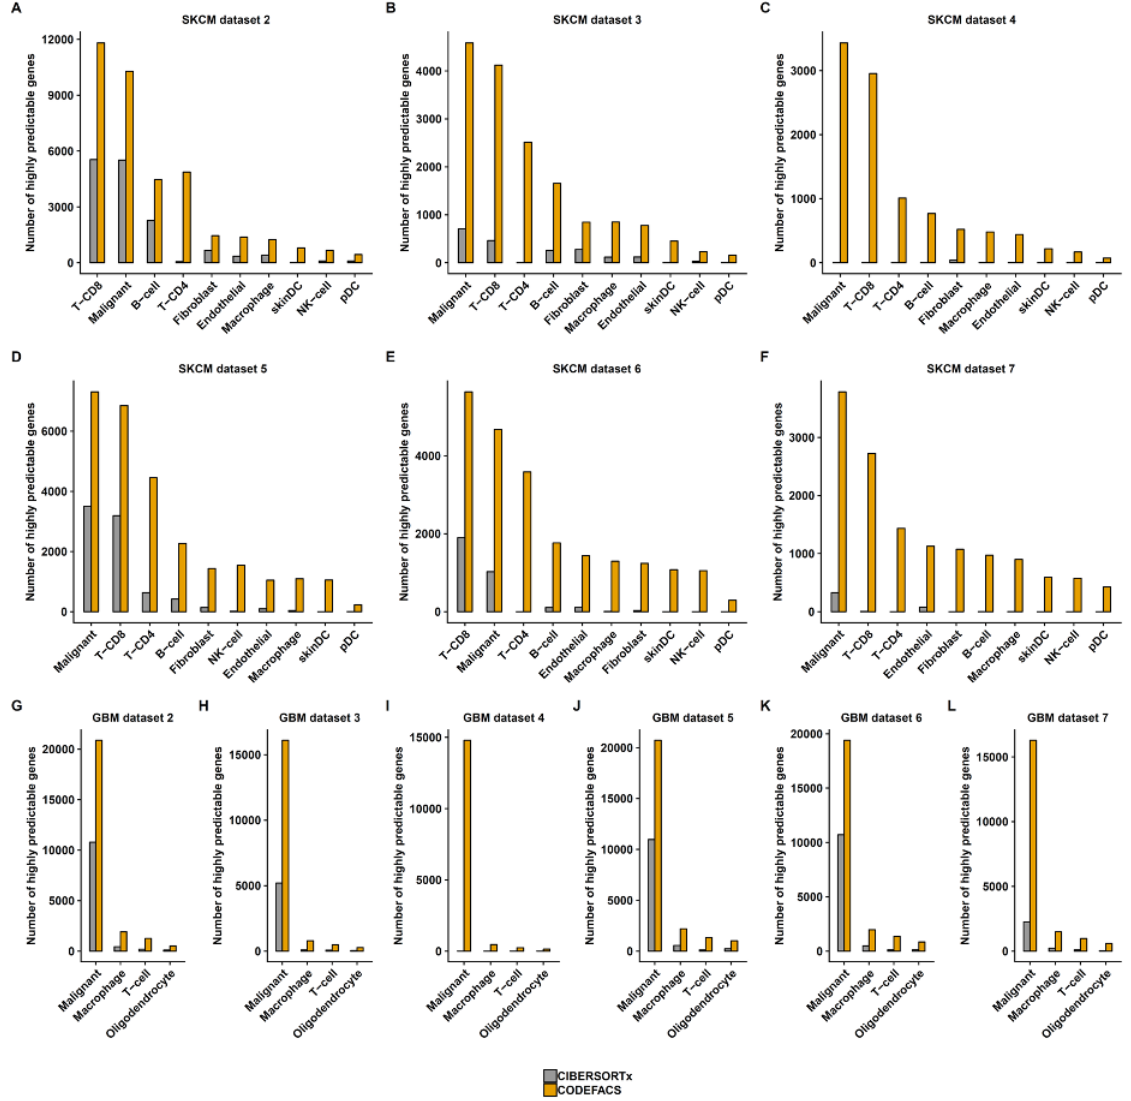 A
SKCM dataset 2
Number of highly predictable genes
12000
9000
6000
3000
0
T−CD8
Malignant
B−cell
T−CD4
Fibroblast
Endothelial
Macrophage
skinDC
NK−cell
pDC
B
SKCM dataset 3
Number of highly predictable genes
4000
3000
2000
1000
0
Malignant
T−CD8
T−CD4
B−cell
Fibroblast
Macrophage
Endothelial
skinDC
NK−cell
pDC
C
SKCM dataset 4
Number of highly predictable genes
3000
2000
1000
0
Malignant
T−CD8
T−CD4
B−cell
Fibroblast
Macrophage
Endothelial
skinDC
NK−cell
pDC
D
SKCM dataset 5
Number of highly predictable genes
6000
4000
2000
0
Malignant
T−CD8
T−CD4
B−cell
Fibroblast
NK−cell
Endothelial
Macrophage
skinDC
pDC
E
SKCM dataset 6
Number of highly predictable genes
4000
2000
0
T−CD8
Malignant
T−CD4
B−cell
Endothelial
Macrophage
Fibroblast
skinDC
NK−cell
pDC
F
SKCM dataset 7
Number of highly predictable genes
3000
2000
1000
0
Malignant
T−CD8
T−CD4
Endothelial
Fibroblast
B−cell
Macrophage
skinDC
NK−cell
pDC
G
GBM dataset 2
Number of highly predictable genes
20000
15000
10000
5000
0
Malignant
Macrophage
T−cell
Oligodendrocyte
H
GBM dataset 3
Number of highly predictable genes
15000
10000
5000
0
Malignant
Macrophage
T−cell
Oligodendrocyte
I
GBM dataset 4
Number of highly predictable genes
15000
10000
5000
0
Malignant
Macrophage
T−cell
Oligodendrocyte
J
GBM dataset 5
Number of highly predictable genes
20000
15000
10000
5000
0
Malignant
Macrophage
T−cell
Oligodendrocyte
K
GBM dataset 6
Number of highly predictable genes
20000
15000
10000
5000
0
Malignant
Macrophage
T−cell
Oligodendrocyte
L
GBM dataset 7
Number of highly predictable genes
15000
10000
5000
0
Malignant
Macrophage
T−cell
Oligodendrocyte
CIBERSORTx
CODEFACS